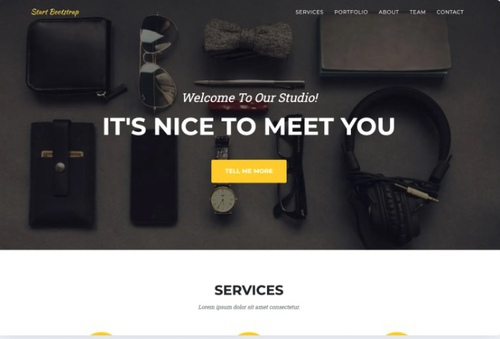 Start Bootstrap
SERVICES PORTFOLIO ABOUT TEAM CONTACT
Welcome To Our Studio!
IT'S NICE TO MEET YOU
TELL ME MORE
SERVICES
Lorem ipsum dolor sit amet consectetur.